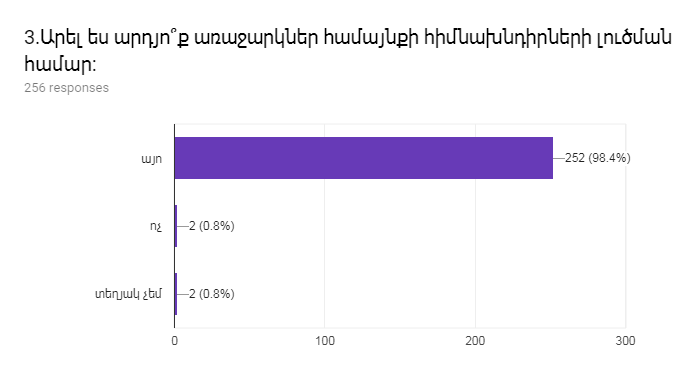 3.Արել ես արդյո՞ք առաջարկներ համայնքի հիմնախնդիրների լուծման
համար:
256 responses
այո
252 (98.4%)
ոչ
2 (0.8%)
տեղյակ չեմ
2 (0.8%)
0
100
200
300